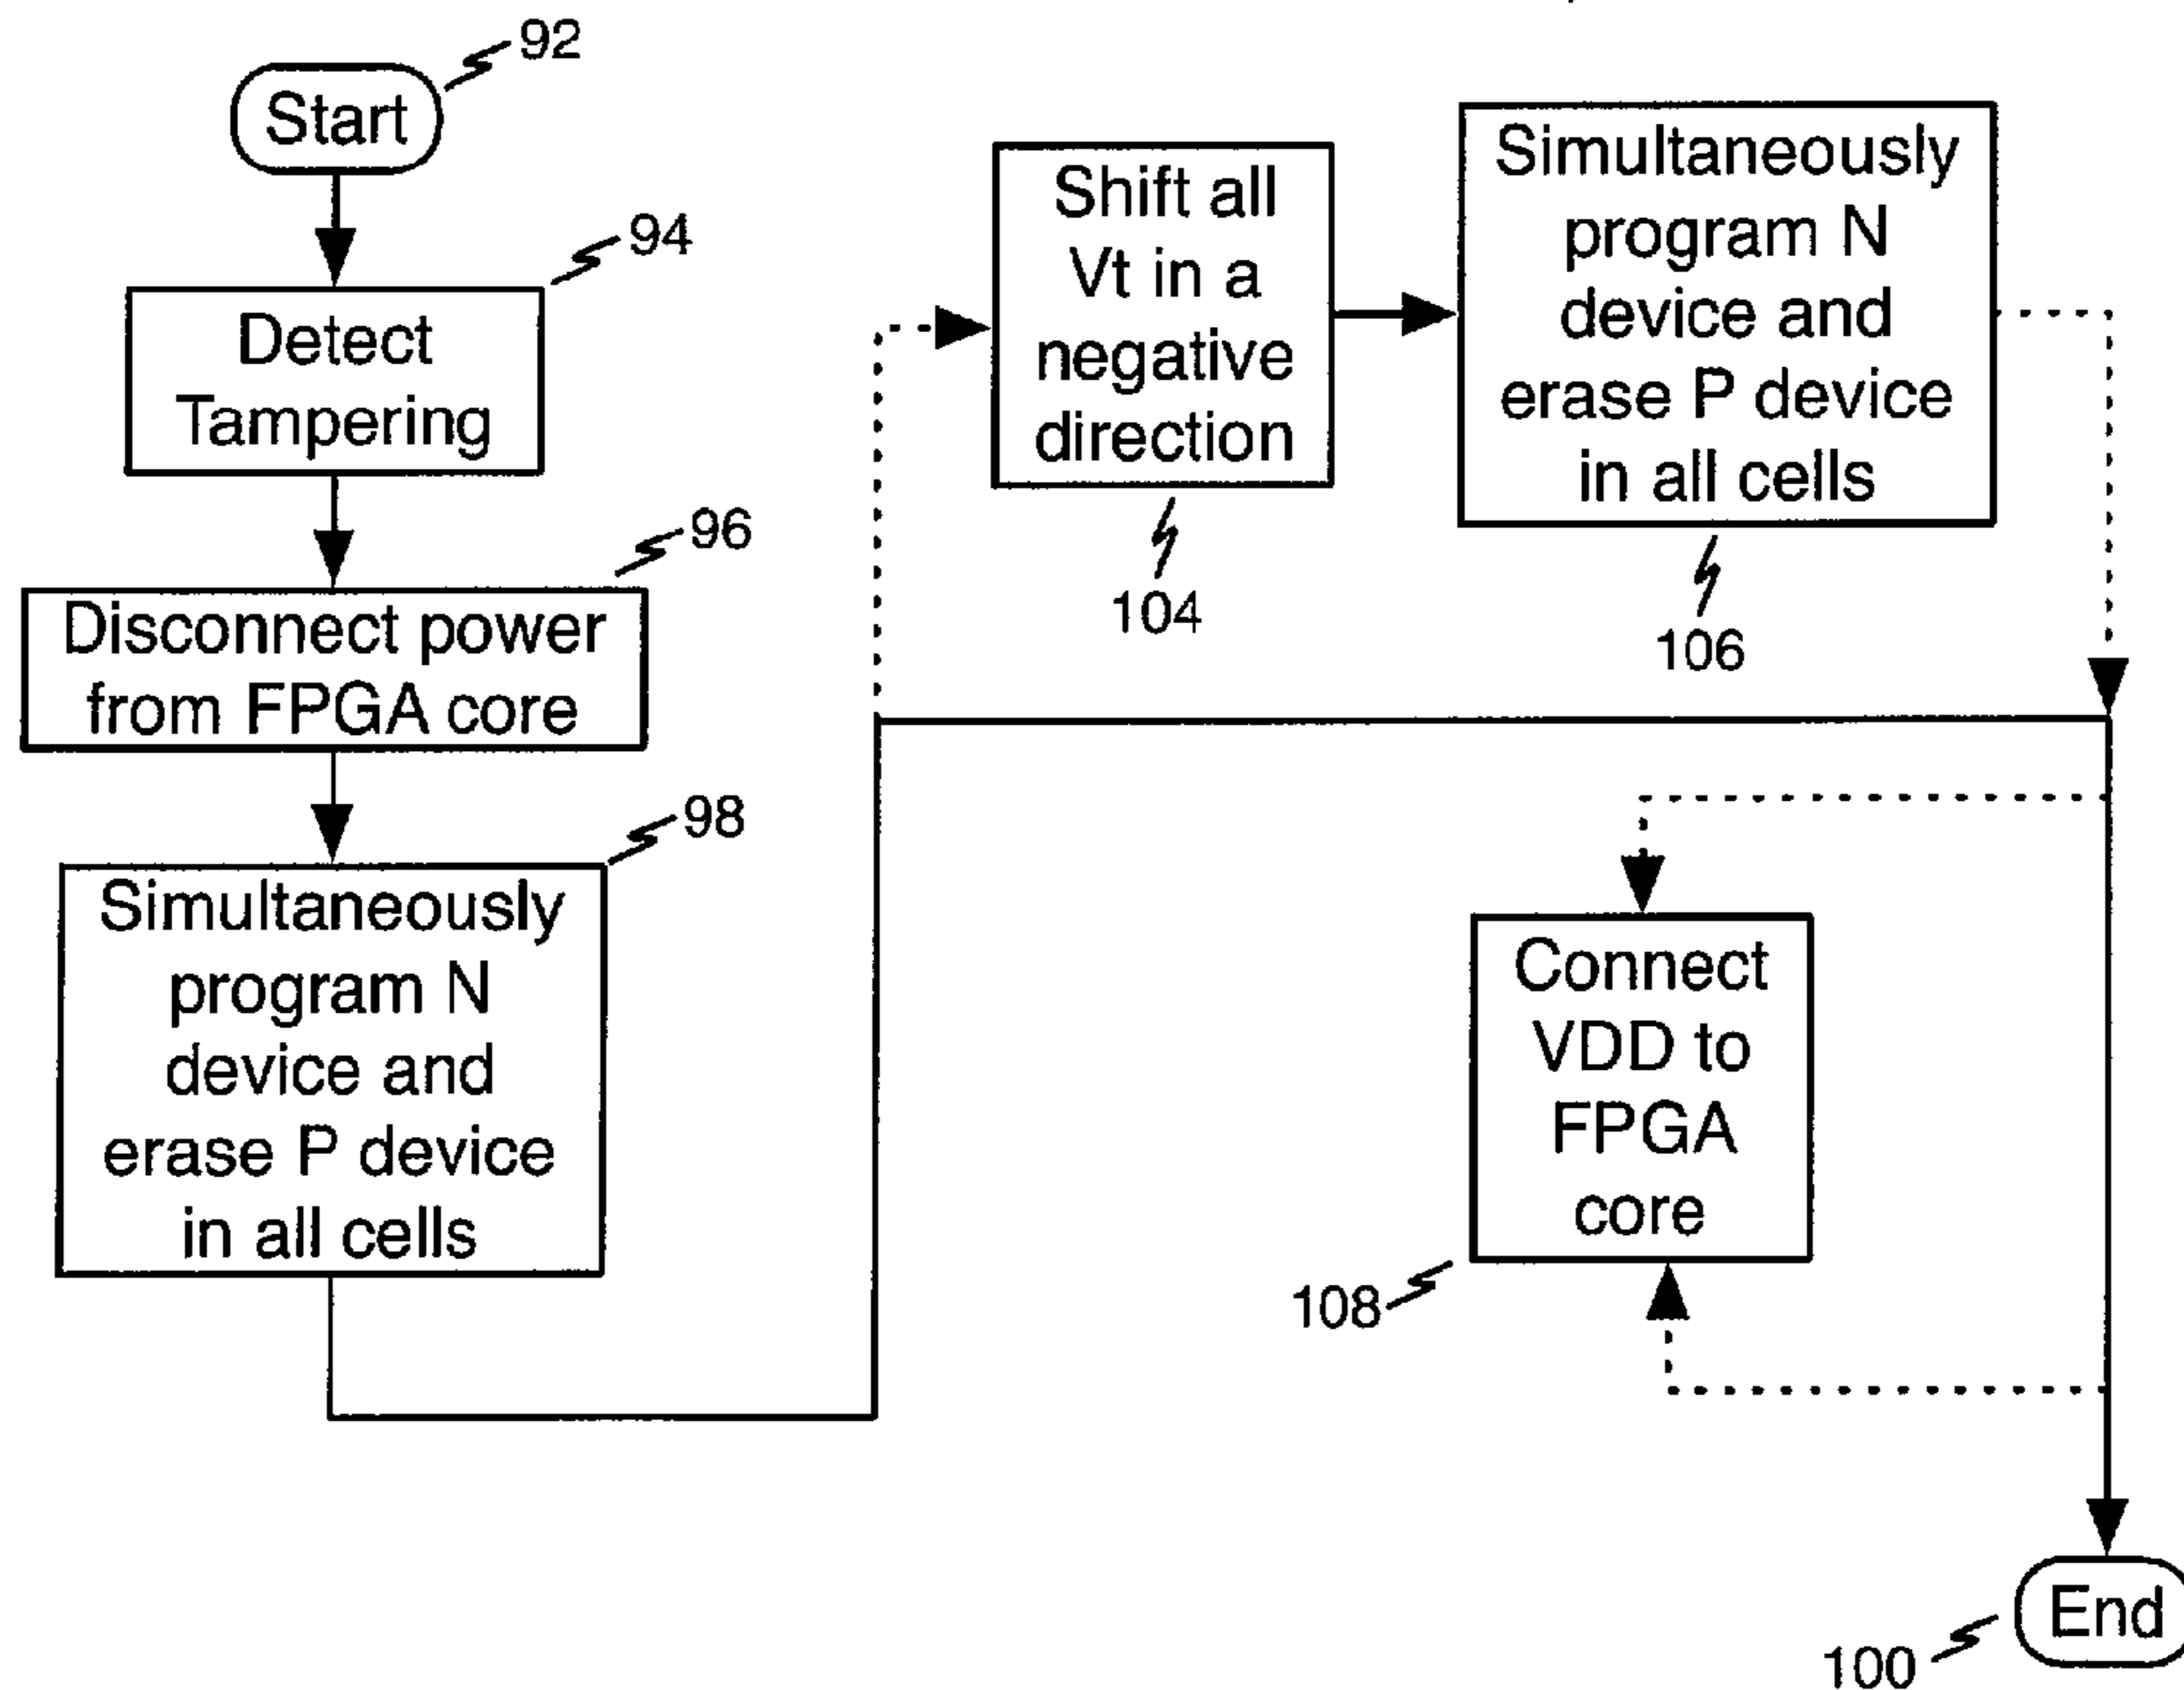 92
Start
94
Detect
Tampering
96
Disconnect power
from FPGA core
98
Simultaneously
program N
device and
erase P device
in all cells
Shift all
Vt in a
negative
direction
104
Simultaneously
program N
device and
erase P device
in all cells
106
Connect
VDD to
FPGA
core
108
End
100